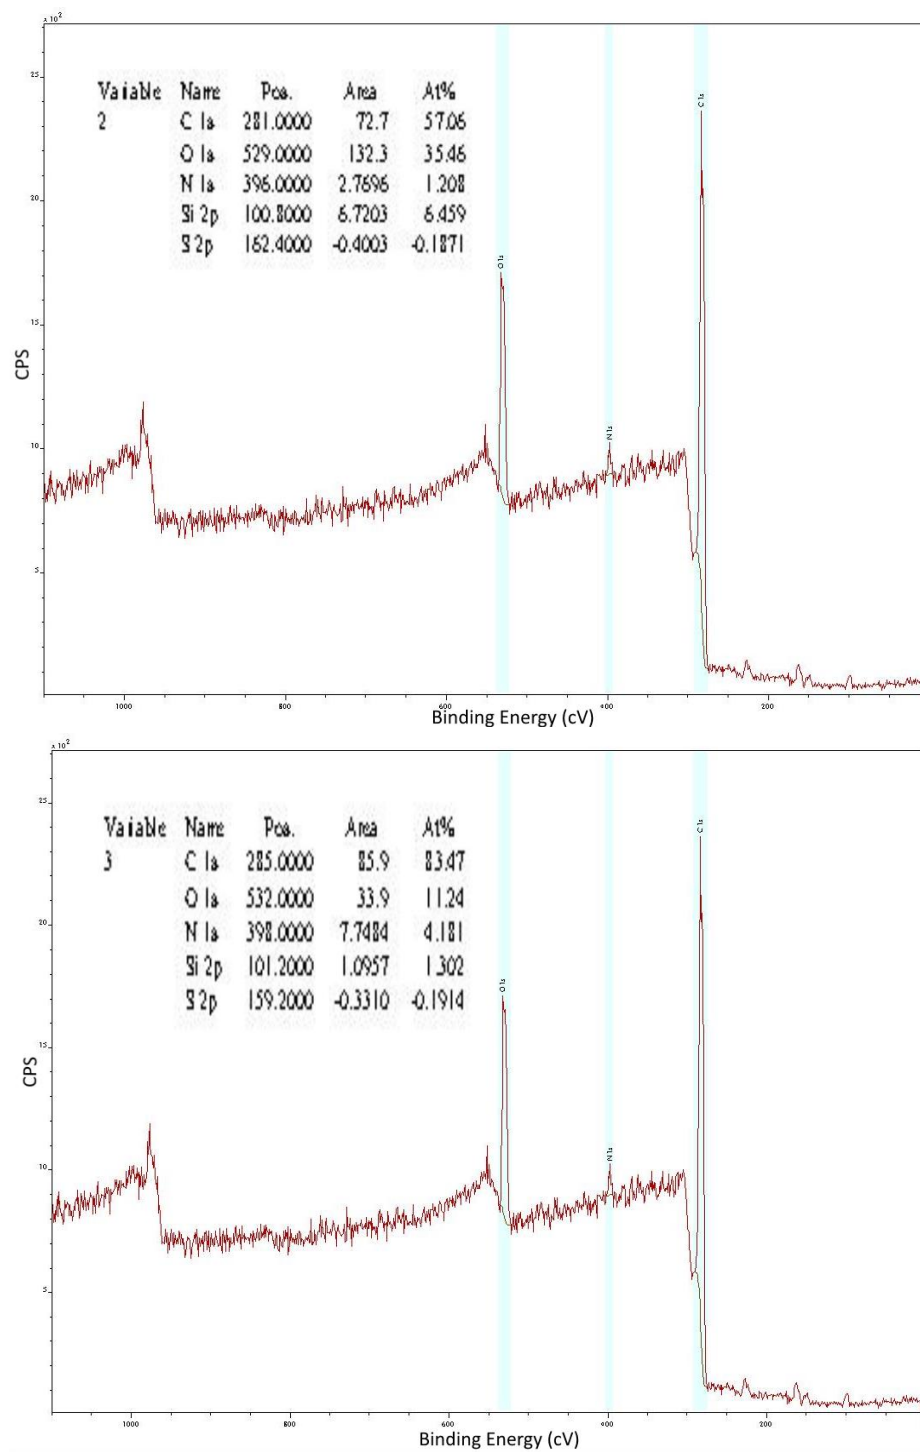 x 10²
25
20
15
10
5
CPS
Variable Name Pos. Area At%
2 C 1s 281.0000 72.7 57.06
O 1s 529.0000 132.3 35.46
N 1s 396.0000 2.7696 1.208
Si 2p 100.8000 6.7203 6.459
S 2p 162.4000 -0.4003 -0.1871
O 1s
N 1s
C 1s
1000 800 600 400 200
Binding Energy (cV)
x 10²
25
20
15
10
5
CPS
Variable Name Pos. Area At%
3 C 1s 285.0000 85.9 83.47
O 1s 532.0000 33.9 11.24
N 1s 398.0000 7.7484 4.181
Si 2p 101.2000 1.0957 1.302
S 2p 159.2000 -0.3310 -0.1914
O 1s
N 1s
C 1s
1000 800 600 400 200
Binding Energy (cV)